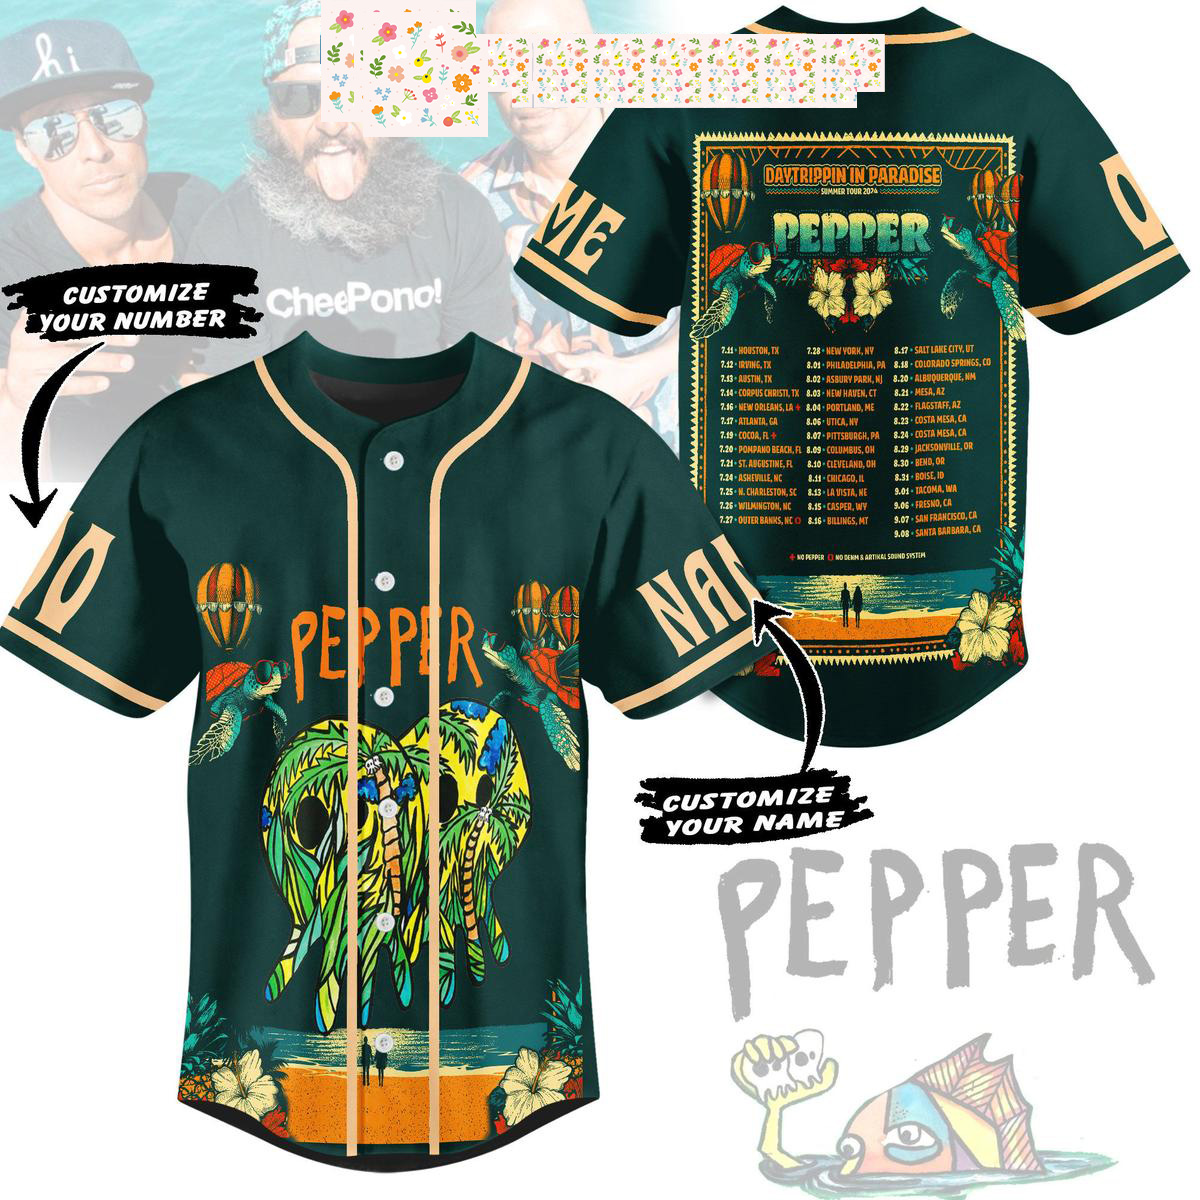 hi
CheePono!
CUSTOMIZE
YOUR NUMBER
ME
DAYTRIPPIN IN PARADISE
SUMMER TOUR 2024
PEPPER
7.11 • HOUSTON, TX
7.12 • IRVING, TX
7.13 • AUSTIN, TX
7.14 • CORPUS CHRISTI, TX
7.16 • NEW ORLEANS, LA +
7.17 • ATLANTA, GA
7.19 • COCOA, FL +
7.20 • POMPANO BEACH, FL
7.21 • ST. AUGUSTINE, FL
7.24 • ASHEVILLE, NC
7.25 • N. CHARLESTON, SC
7.26 • WILMINGTON, NC
7.27 • OUTER BANKS, NC O
7.28 • NEW YORK, NY
8.01 • PHILADELPHIA, PA
8.02 • ASBURY PARK, NJ
8.03 • NEW HAVEN, CT
8.04 • PORTLAND, ME
8.06 • UTICA, NY
8.07 • PITTSBURGH, PA
8.09 • COLUMBUS, OH
8.10 • CLEVELAND, OH
8.11 • CHICAGO, IL
8.13 • LA VISTA, NE
8.15 • CASPER, WY
8.16 • BILLINGS, MT
8.17 • SALT LAKE CITY, UT
8.18 • COLORADO SPRINGS, CO
8.20 • ALBUQUERQUE, NM
8.21 • MESA, AZ
8.22 • FLAGSTAFF, AZ
8.23 • COSTA MESA, CA
8.24 • COSTA MESA, CA
8.29 • JACKSONVILLE, OR
8.30 • BEND, OR
8.31 • BOISE, ID
9.01 • TACOMA, WA
9.06 • FRESNO, CA
9.07 • SAN FRANCISCO, CA
9.08 • SANTA BARBARA, CA
+ NO PEPPER O NO DENM & ARTIKAL SOUND SYSTEM
PEPPER
NAM
CUSTOMIZE
YOUR NAME
PEPPER